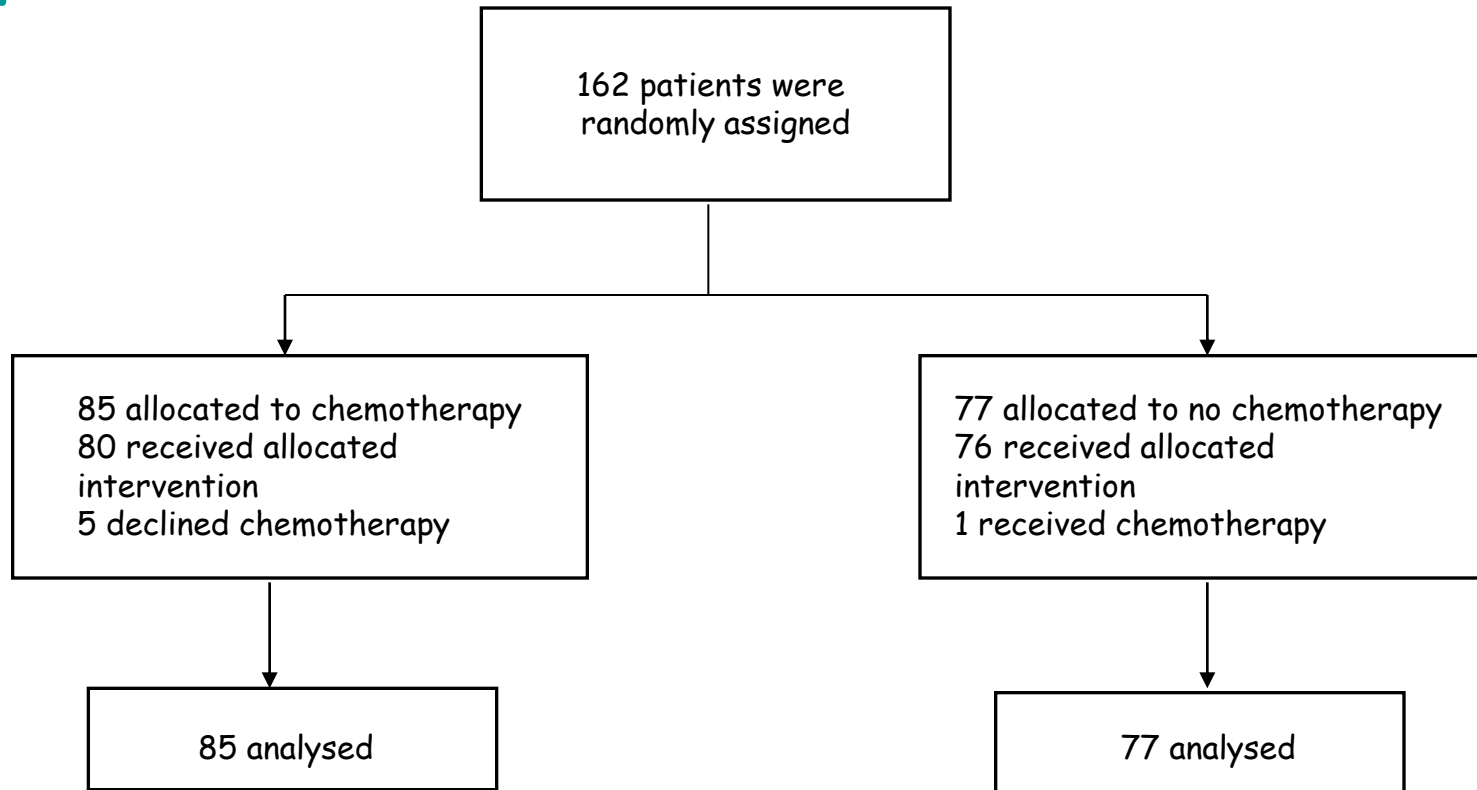 162 patients were
randomly assigned
85 allocated to chemotherapy
80 received allocated
intervention
5 declined chemotherapy
77 allocated to no chemotherapy
76 received allocated
intervention
1 received chemotherapy
85 analysed
77 analysed